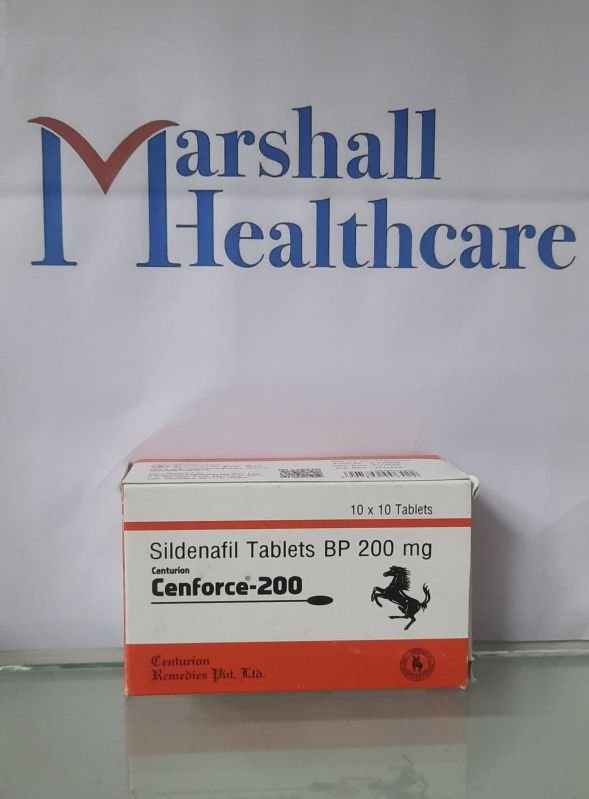 Marshall
Healthcare
10 x 10 Tablets
Sildenafil Tablets BP 200 mg
Centurion
Cenforce®-200
Centurion
Remedies Pvt. Ltd.